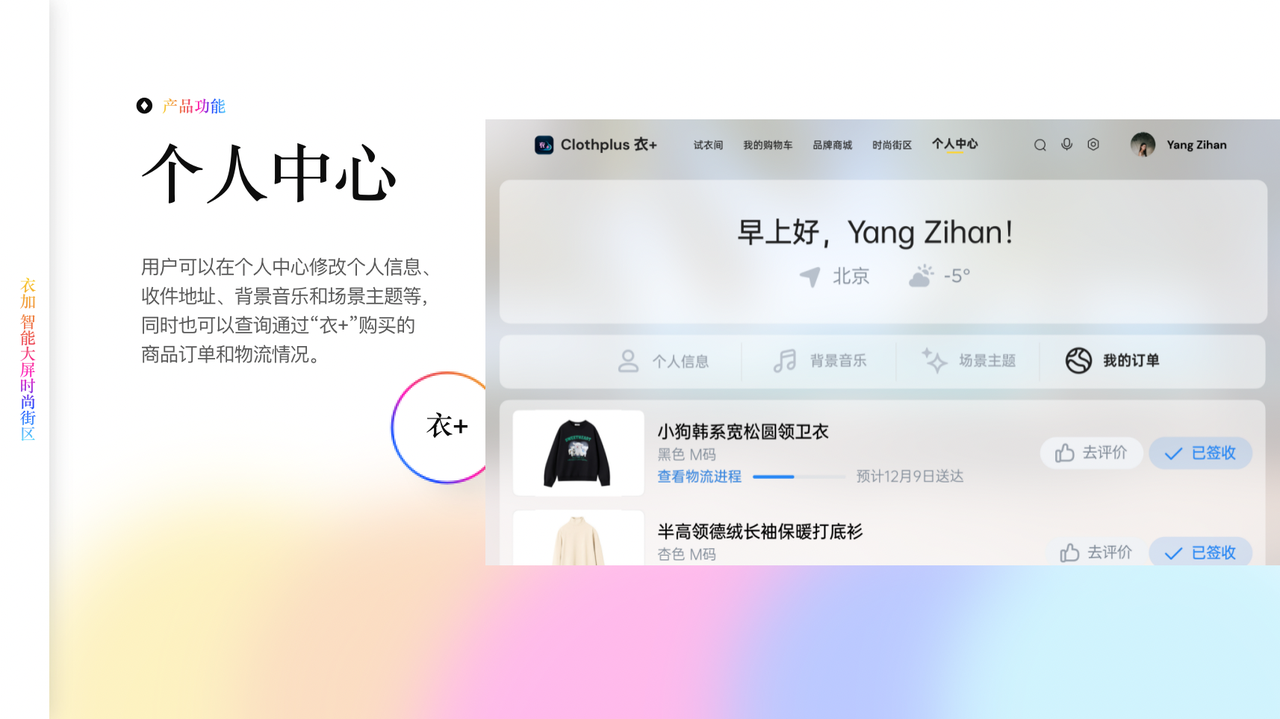 产品功能
个人中心
用户可以在个人中心修改个人信息、
收件地址、背景音乐和场景主题等，
同时也可以查询通过“衣+”购买的
商品订单和物流情况。
衣+
衣加 智能大屏时尚街区
Clothplus 衣+
试衣间
我的购物车
品牌商城
时尚街区
个人中心
Yang Zihan
早上好，Yang Zihan！
北京
-5°
个人信息
背景音乐
场景主题
我的订单
小狗韩系宽松圆领卫衣
黑色 M码
查看物流进程
预计12月9日送达
去评价
已签收
半高领德绒长袖保暖打底衫
杏色 M码
去评价
已签收